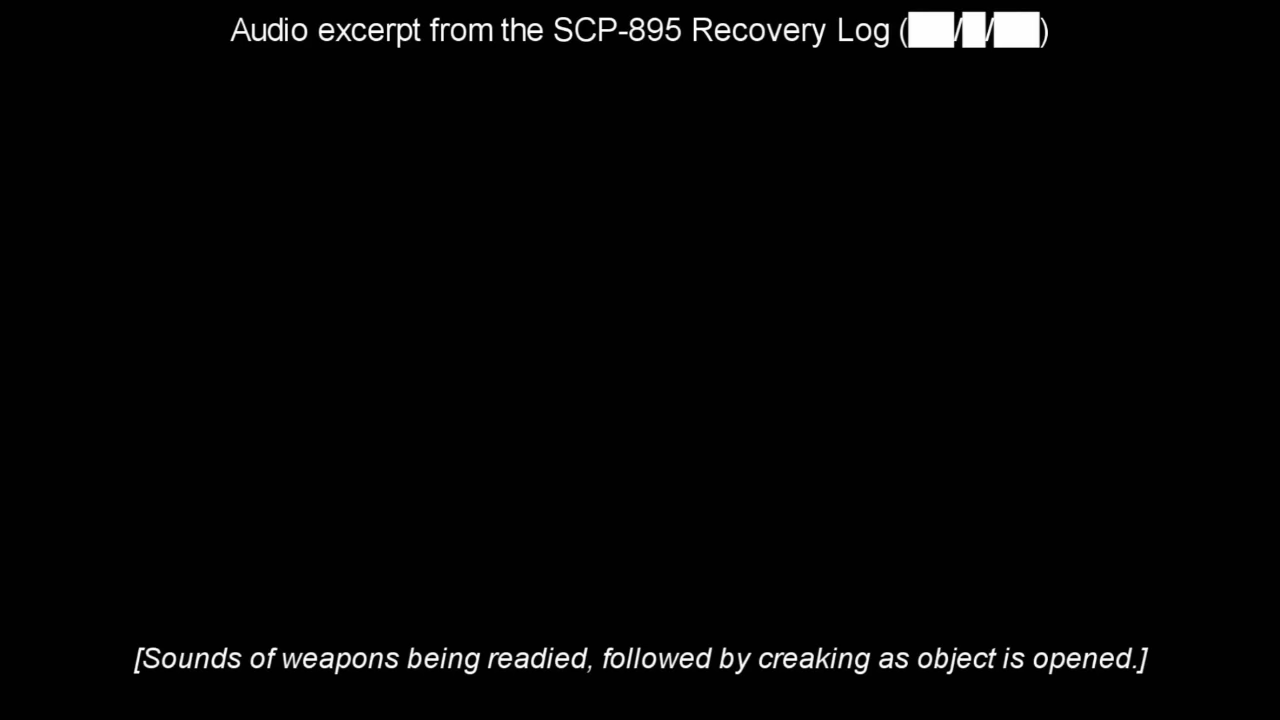 Audio excerpt from the SCP-895 Recovery Log (██/█/██)
[Sounds of weapons being readied, followed by creaking as object is opened.]